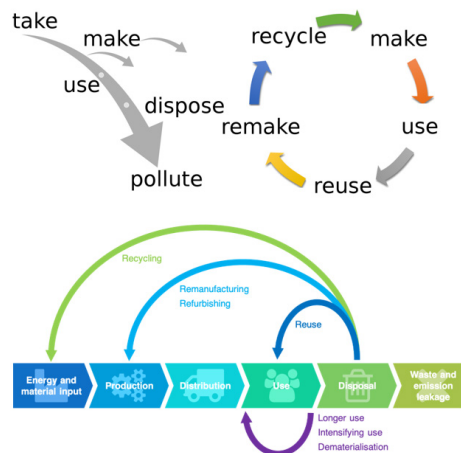 take
make
use
dispose
pollute
recycle
make
use
reuse
remake
Recycling
Remanufacturing
Refurbishing
Reuse
Energy and
material input
Production
Distribution
Use
Disposal
Waste and
emission
leakage
Longer use
Intensifying use
Dematerialisation